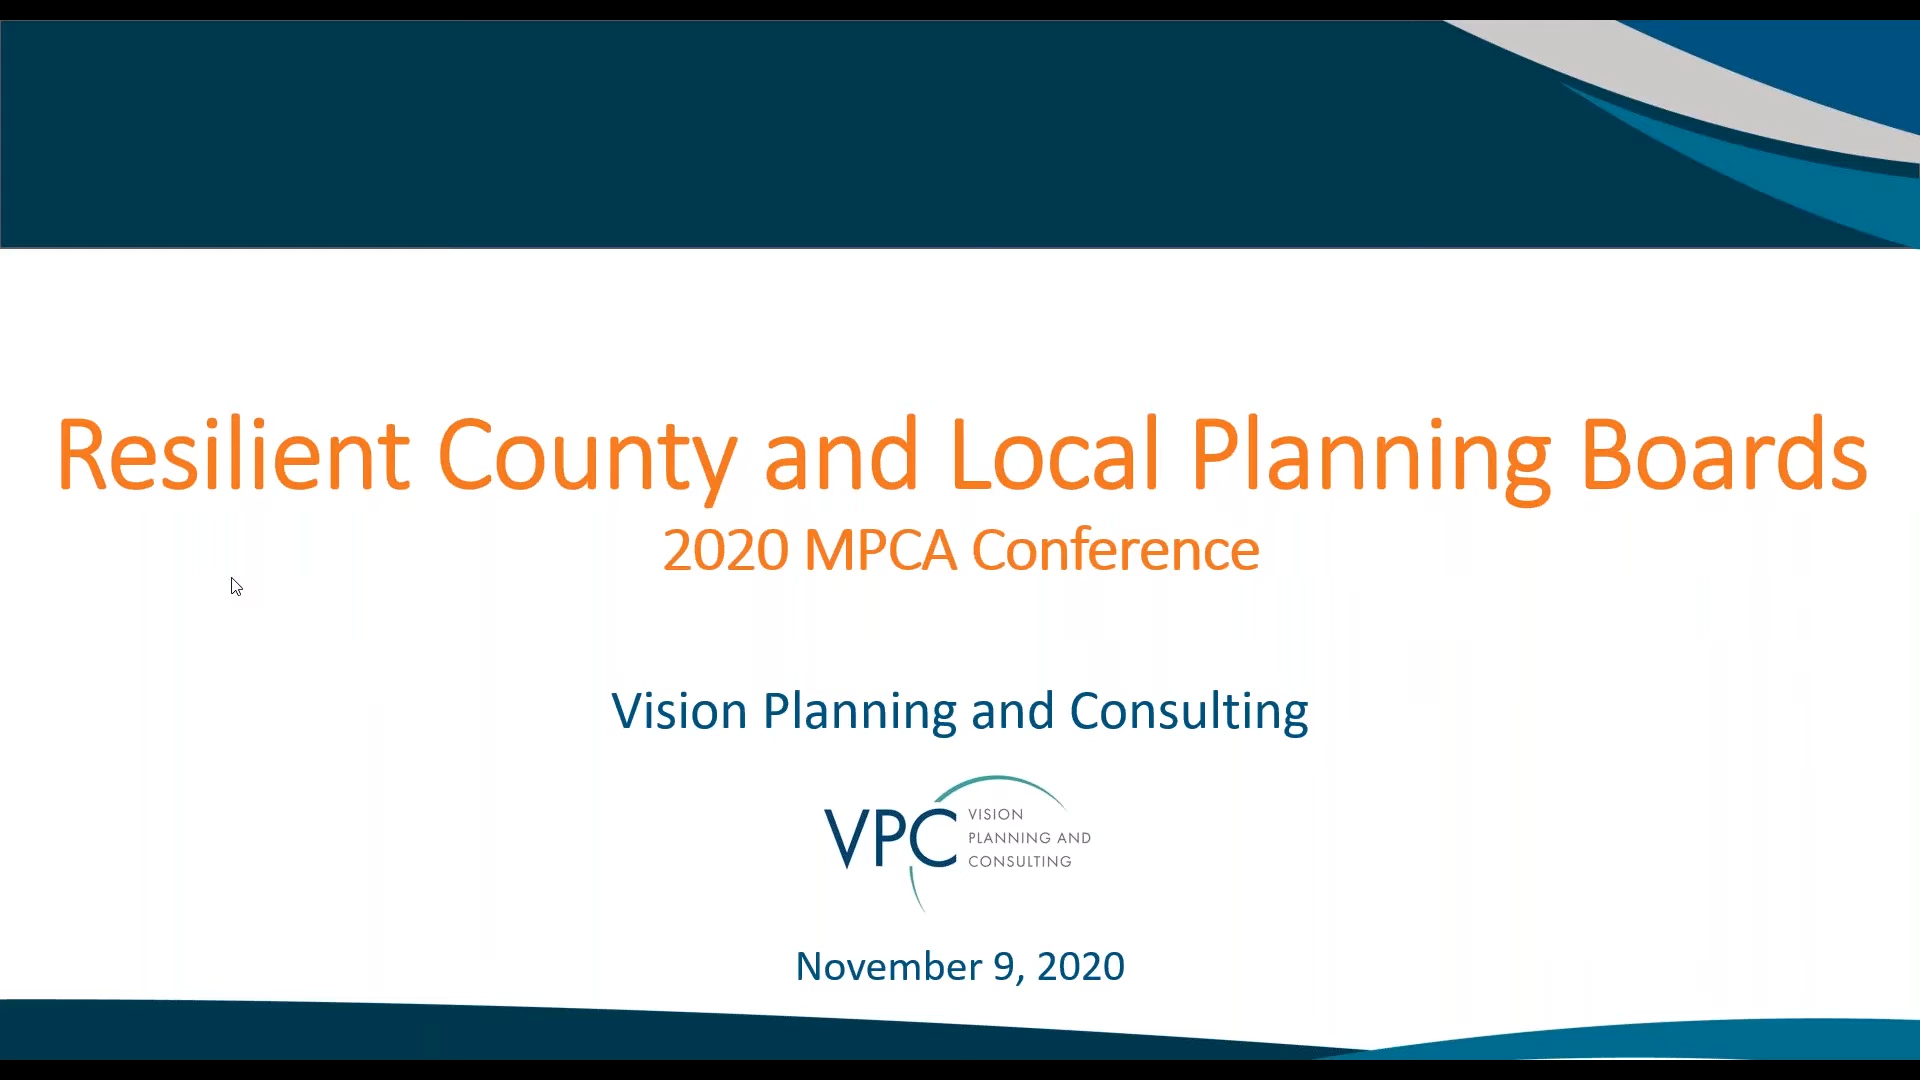 Resilient County and Local Planning Boards
2020 MPCA Conference
Vision Planning and Consulting
VPC
VISION
PLANNING AND
CONSULTING
November 9, 2020